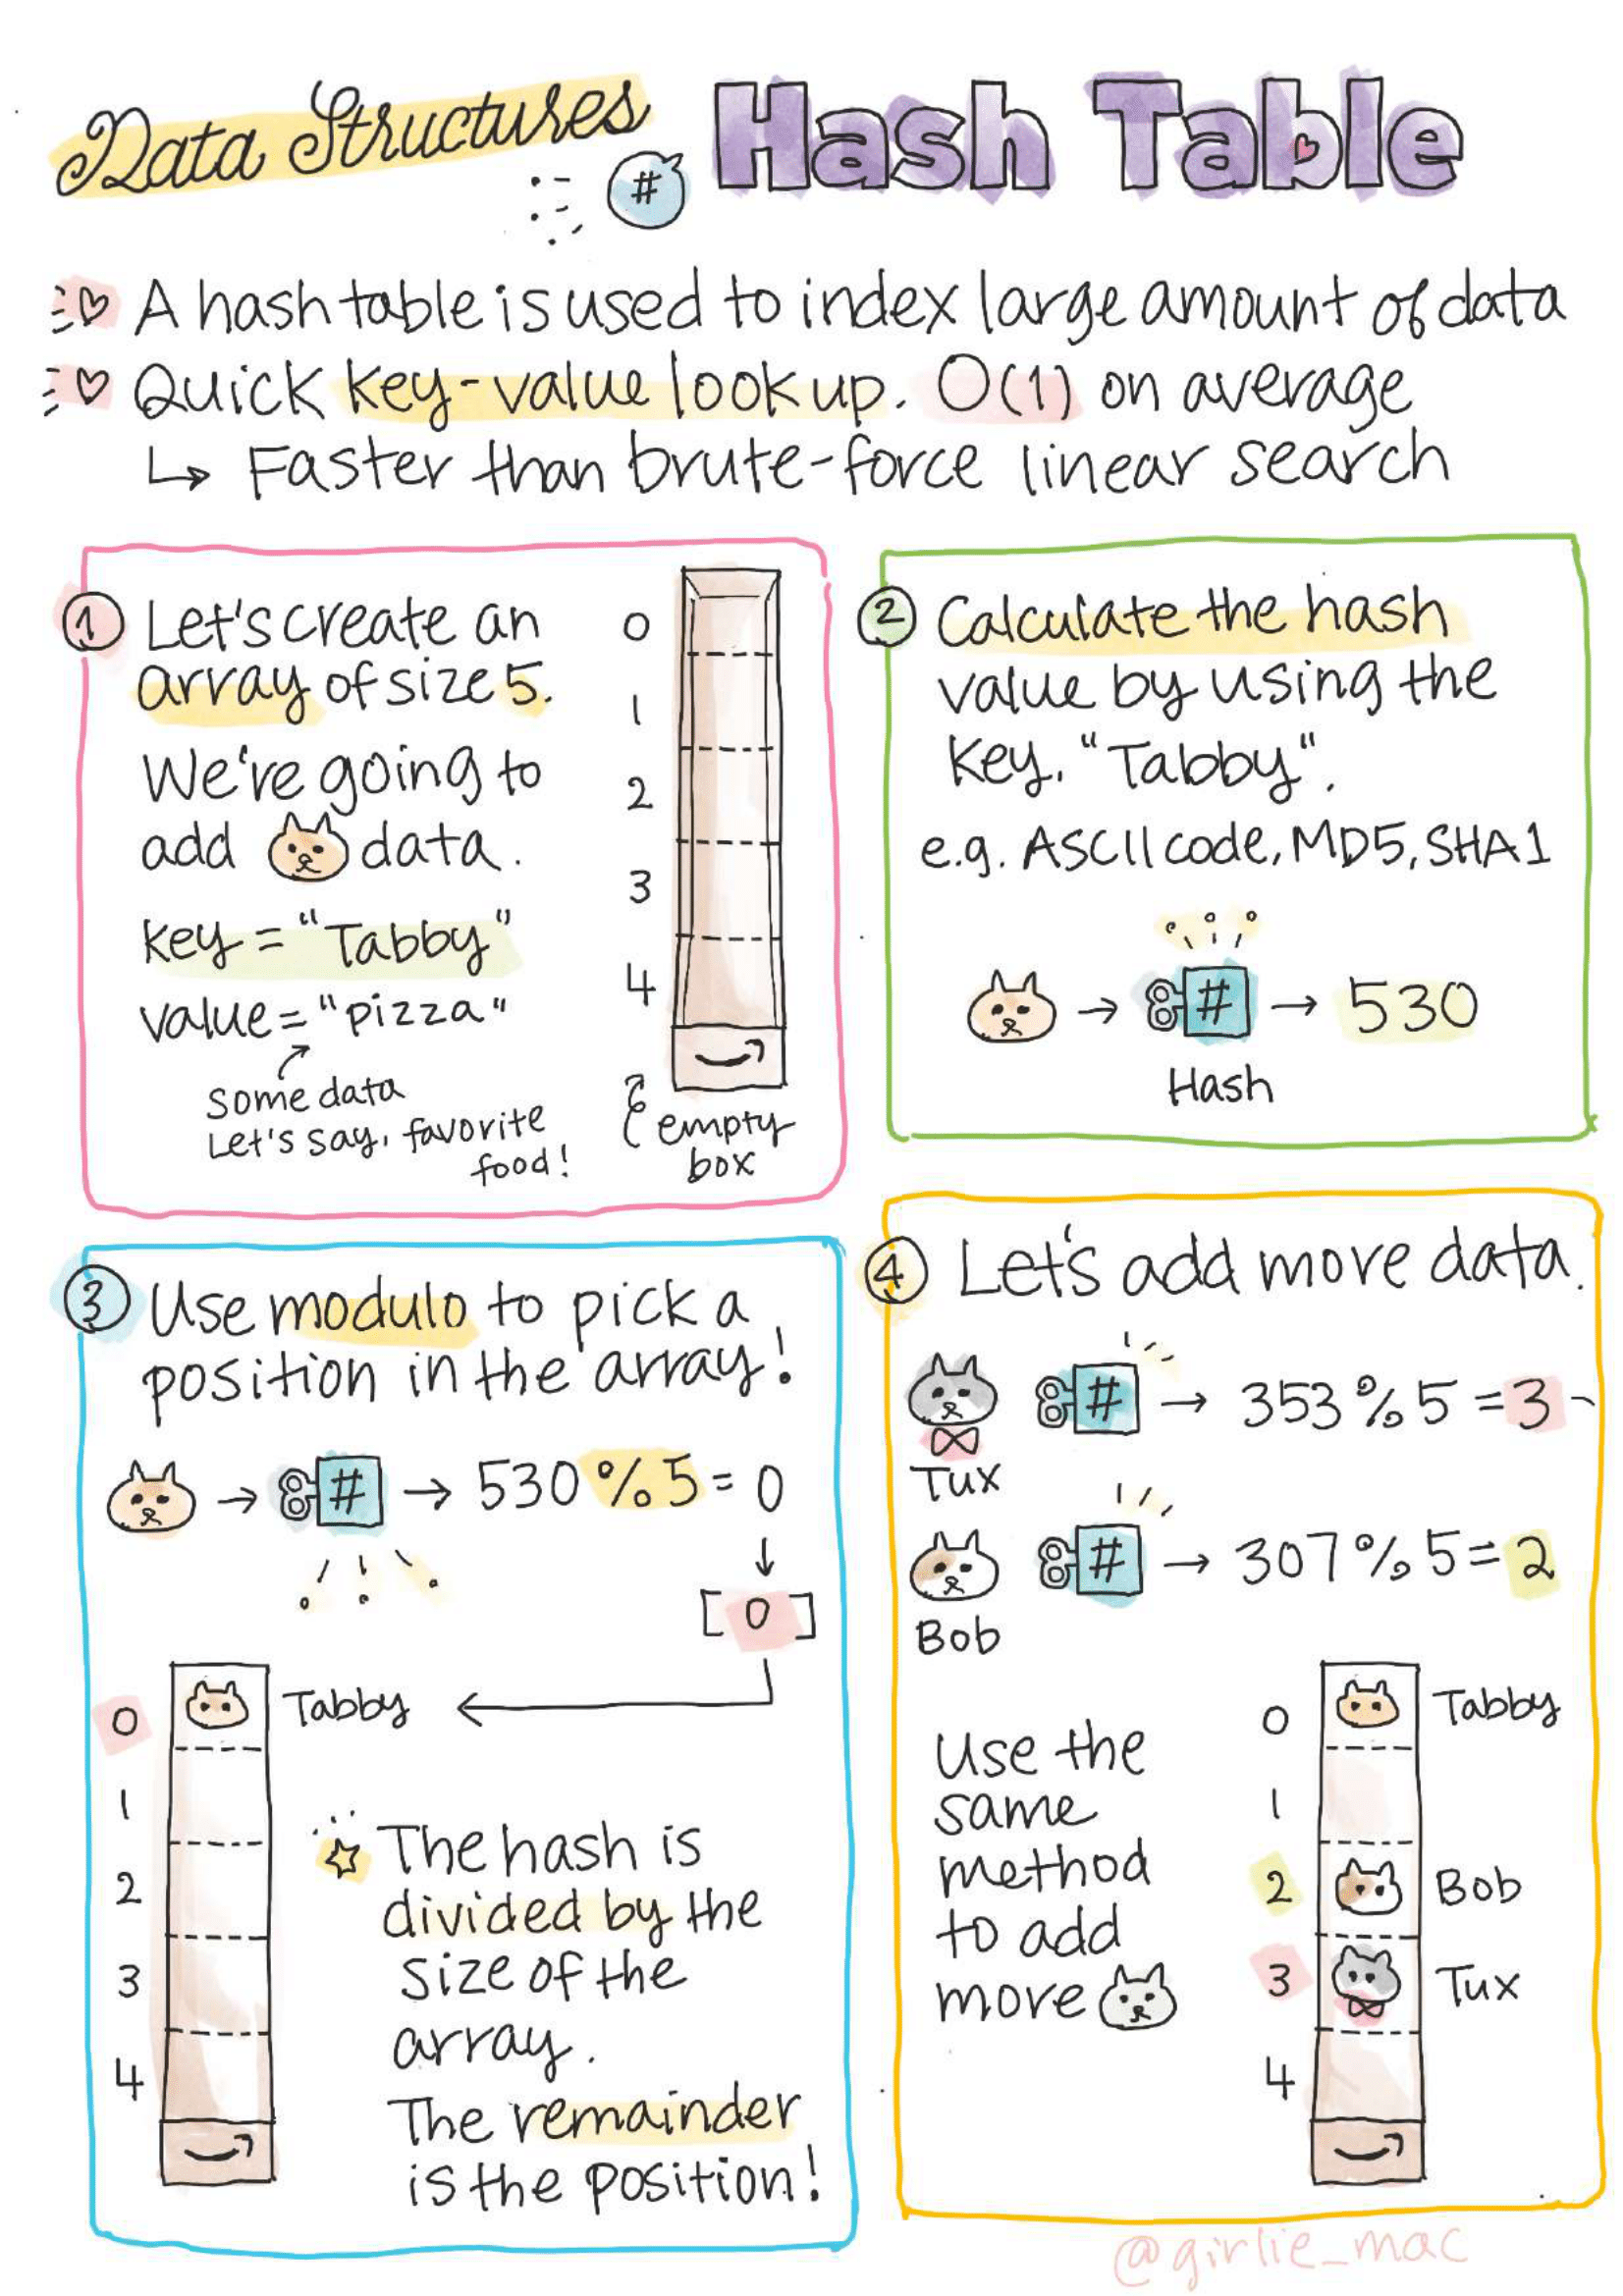 Data Structures
#
Hash Table
A hash table is used to index large amount of data
Quick key-value look up. O(1) on average
↳ Faster than brute-force linear search
1 Let's create an
array of size 5.
We're going to
add data.
key = "Tabby"
value = "pizza"
some data
Let's say, favorite
food!
0
1
2
3
4
empty
box
2 Calculate the hash
value by using the
key, "Tabby".
e.g. ASCII code, MD5, SHA1
→ # → 530
Hash
3 Use modulo to pick a
position in the array!
→ # → 530 % 5 = 0
↓
[0]
0 Tabby ←
1
2
3
4
The hash is
divided by the
size of the
array.
The remainder
is the position!
4 Let's add more data.
# → 353 % 5 = 3
Tux
# → 307 % 5 = 2
Bob
Use the
same
method
to add
more
0 Tabby
1
2 Bob
3 Tux
4
@girlie_mac